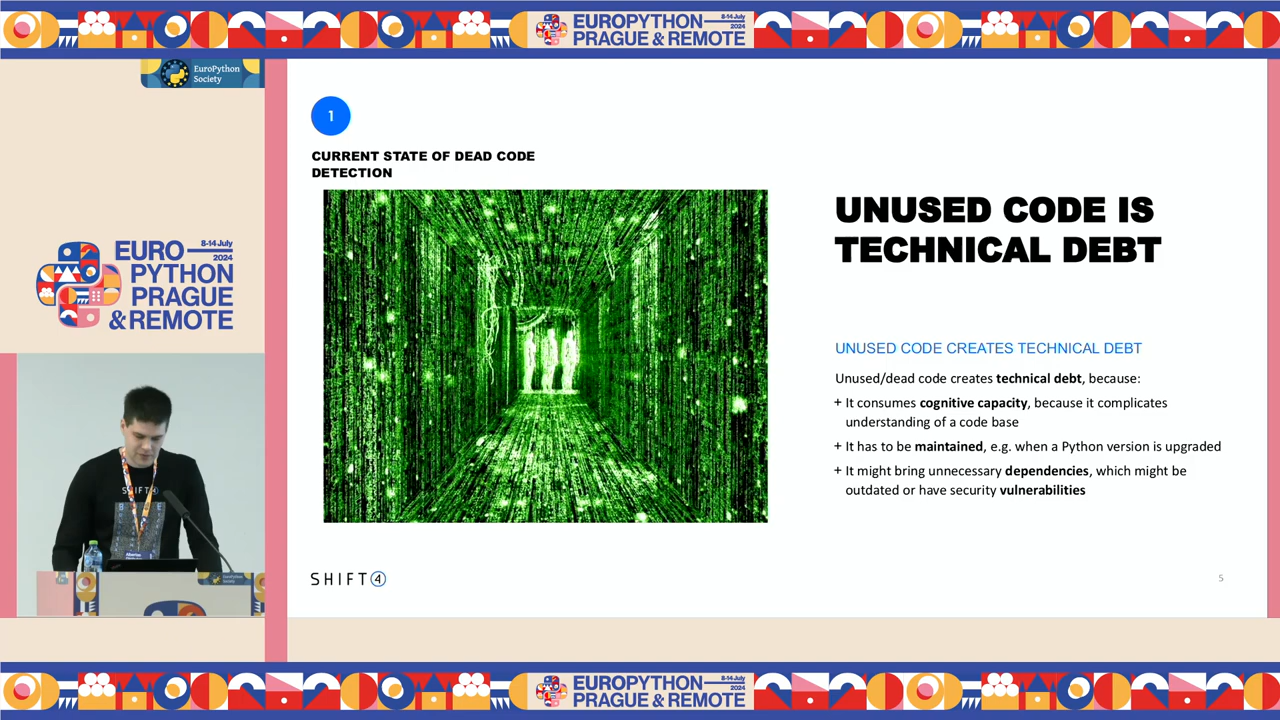 EUROPYTHON
8-14 July
2024
PRAGUE & REMOTE
EuroPython
Society
1
CURRENT STATE OF DEAD CODE
DETECTION
UNUSED CODE IS
TECHNICAL DEBT
EURO
8-14 July
2024
PYTHON
PRAGUE
& REMOTE
UNUSED CODE CREATES TECHNICAL DEBT
Unused/dead code creates technical debt, because:
+ It consumes cognitive capacity, because it complicates
understanding of a code base
+ It has to be maintained, e.g. when a Python version is upgraded
+ It might bring unnecessary dependencies, which might be
outdated or have security vulnerabilities
SHIFT4
5
SHIFT4
EuroPython
Society
EUROPYTHON
8-14 July
2024
PRAGUE & REMOTE